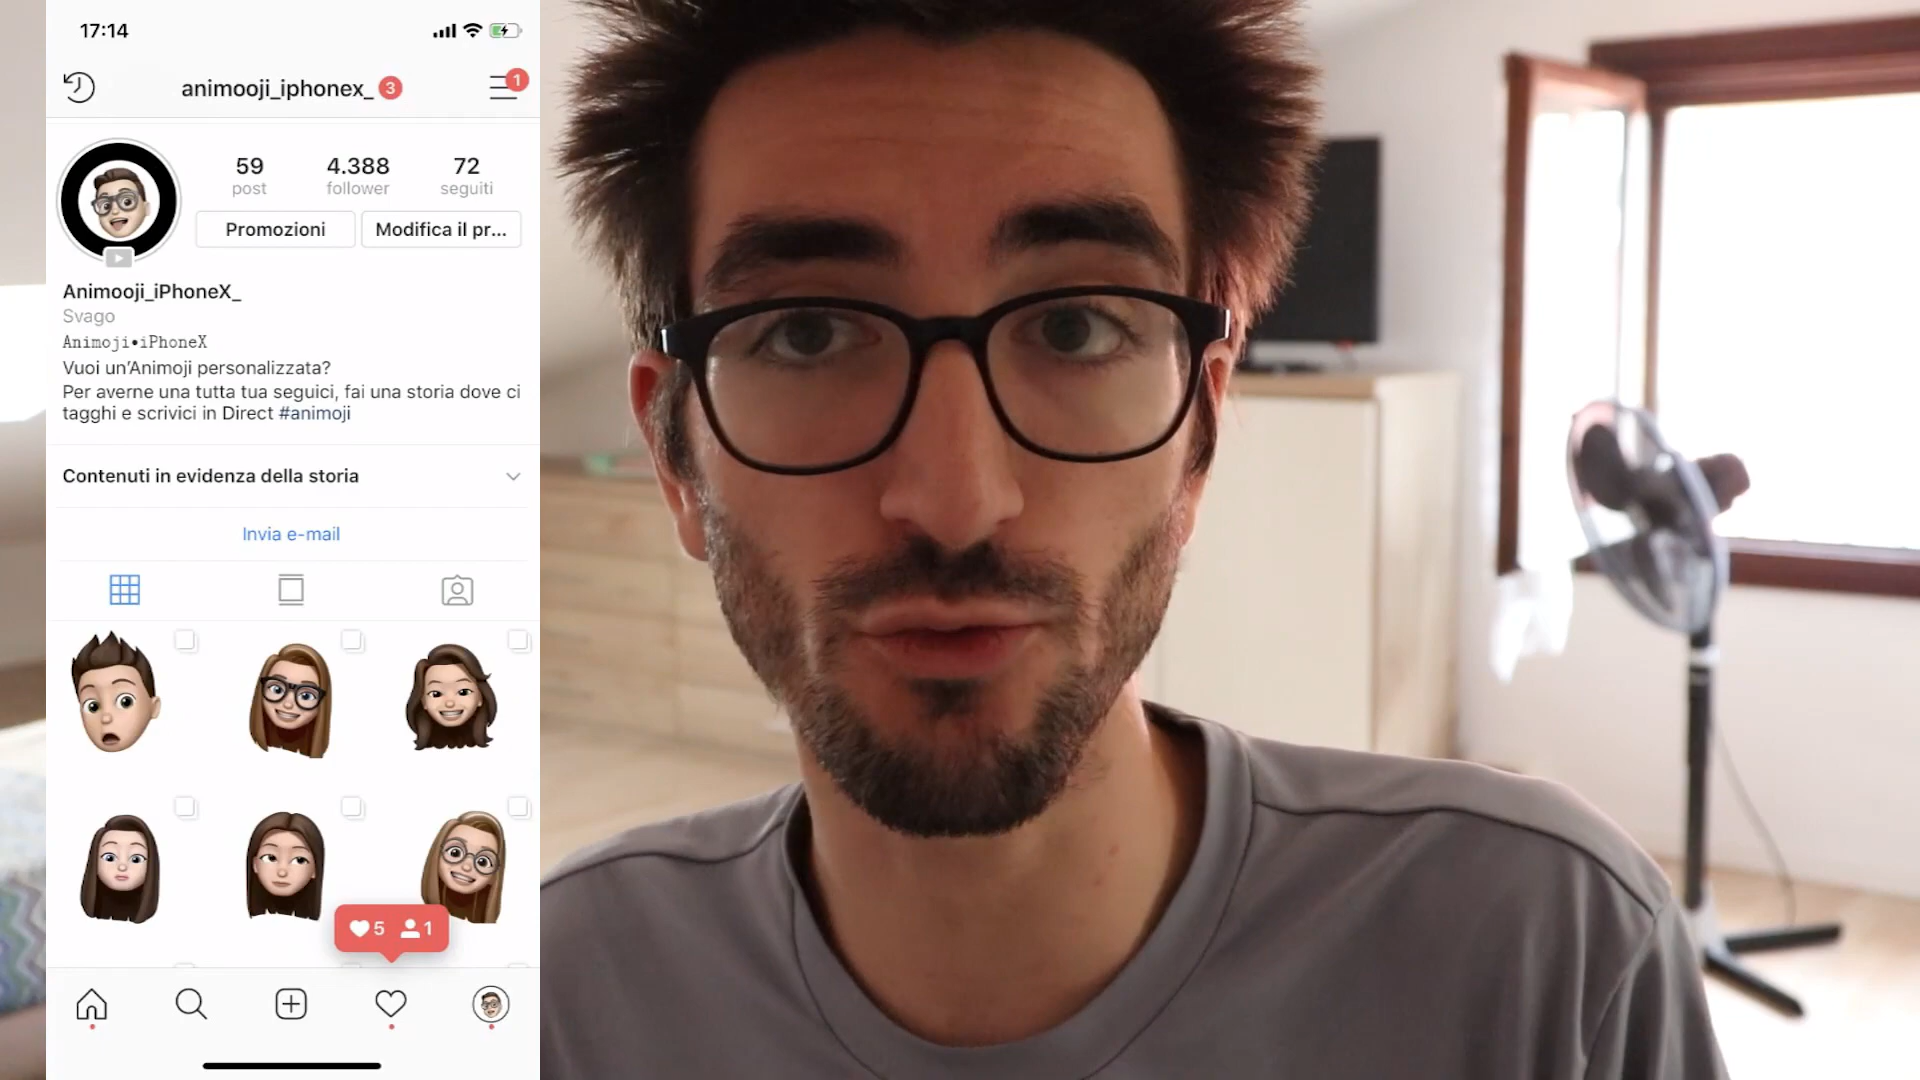 17:14
animooji_iphonex_ 3
1
59 4.388 72
post follower seguiti
Promozioni Modifica il pr...
Animooji_iPhoneX_
Svago
Animoji•iPhoneX
Vuoi un'Animoji personalizzata?
Per averne una tutta tua seguici, fai una storia dove ci
tagghi e scrivici in Direct #animoji
Contenuti in evidenza della storia
Invia e-mail
5 1